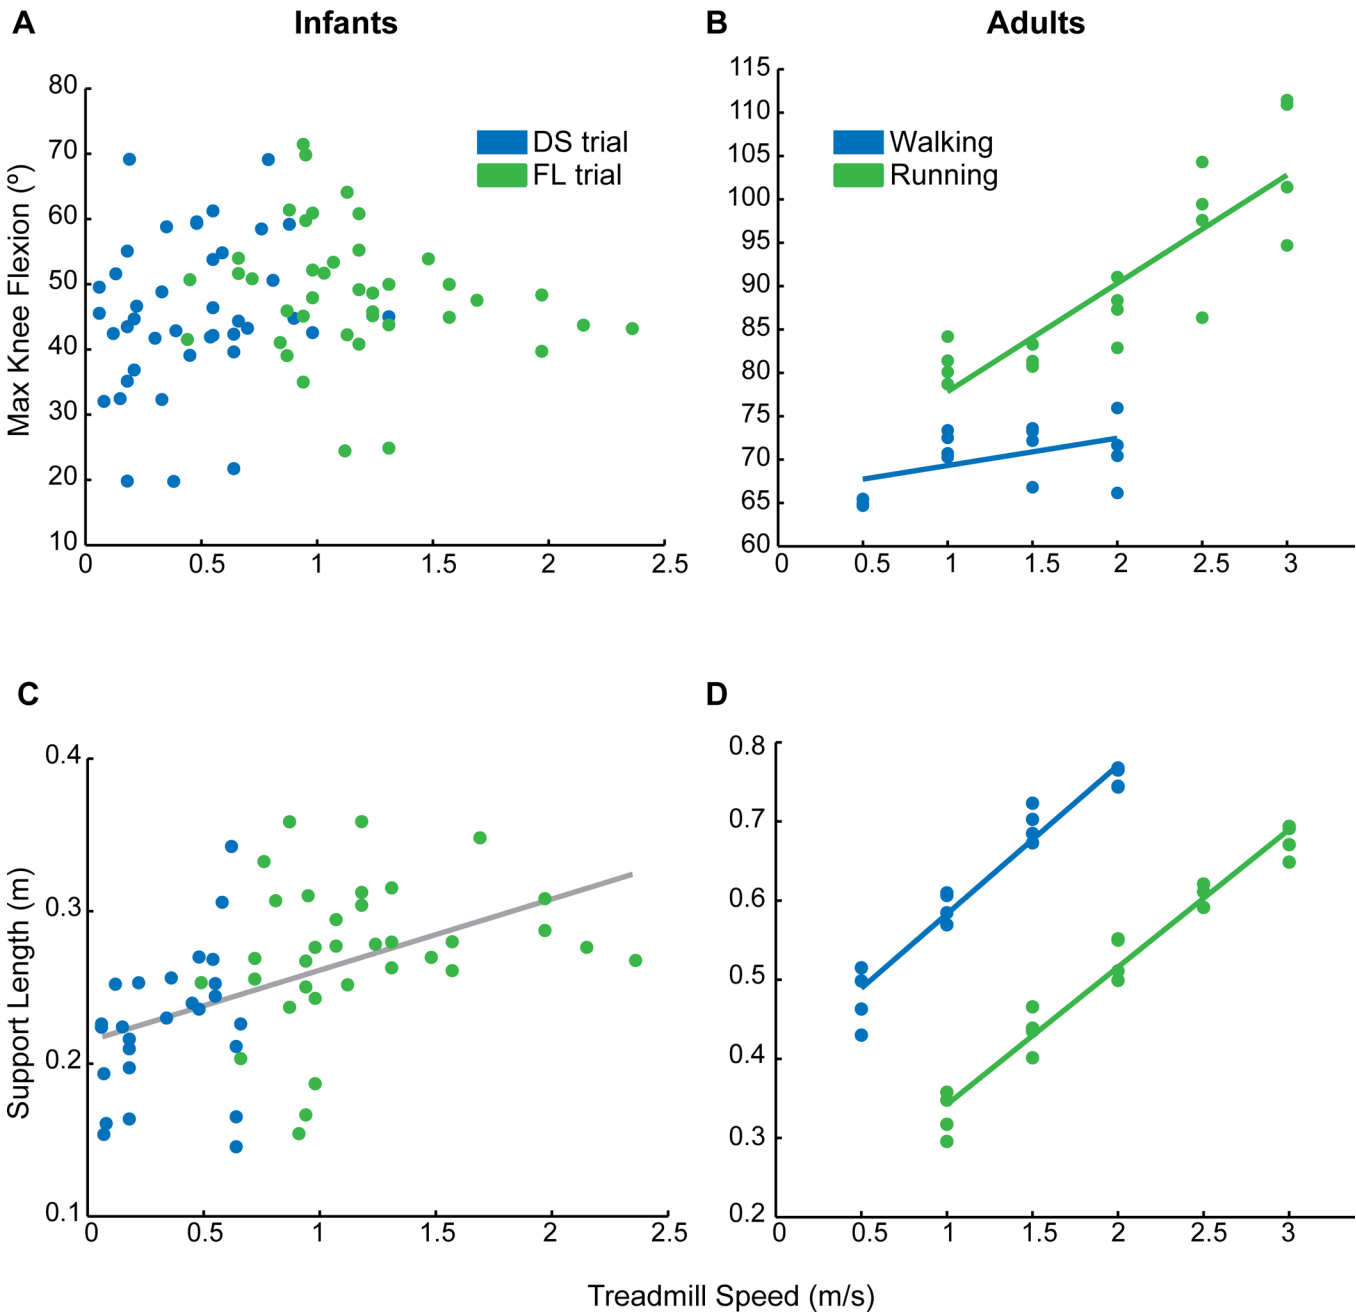 A Infants
B Adults
Max Knee Flexion (º)
80
70
60
50
40
30
20
10
0 0.5 1 1.5 2 2.5
DS trial
FL trial
115
110
105
100
95
90
85
80
75
70
65
60
0 0.5 1 1.5 2 2.5 3
Walking
Running
C
Support Length (m)
0.4
0.3
0.2
0.1
0 0.5 1 1.5 2 2.5
D
0.8
0.7
0.6
0.5
0.4
0.3
0.2
0 0.5 1 1.5 2 2.5 3
Treadmill Speed (m/s)